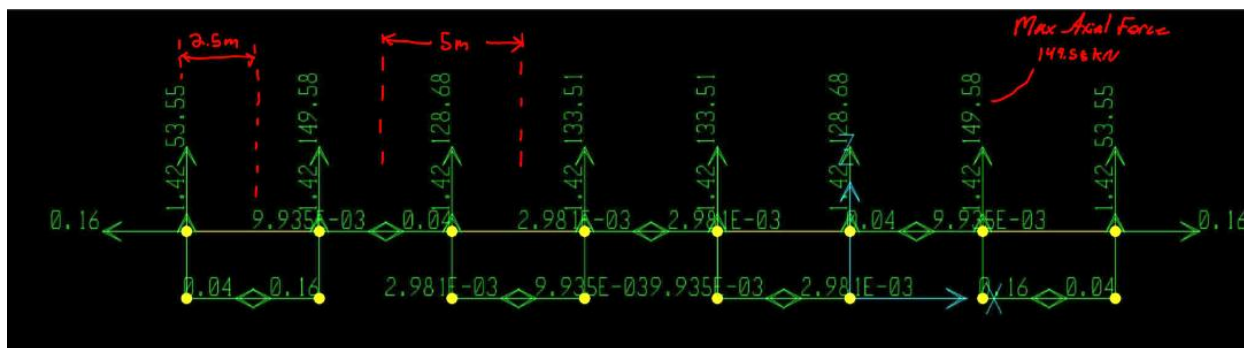 2.5m
5m
Max Axial Force
149.58 kN
1.42 53.55
1.42 149.58
1.42 128.68
1.42 133.51
1.42 133.51
1.42 128.68
1.42 149.58
1.42 53.55
Z
0.16 9.935E-03 0.04 2.981E-03 2.981E-03 0.04 9.935E-03 0.16
0.04 0.16 2.981E-03 9.935E-03 9.935E-03 2.981E-03 0.16 0.04
X